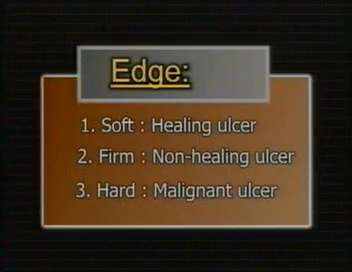 Edge:
1. Soft : Healing ulcer
2. Firm : Non-healing ulcer
3. Hard : Malignant ulcer